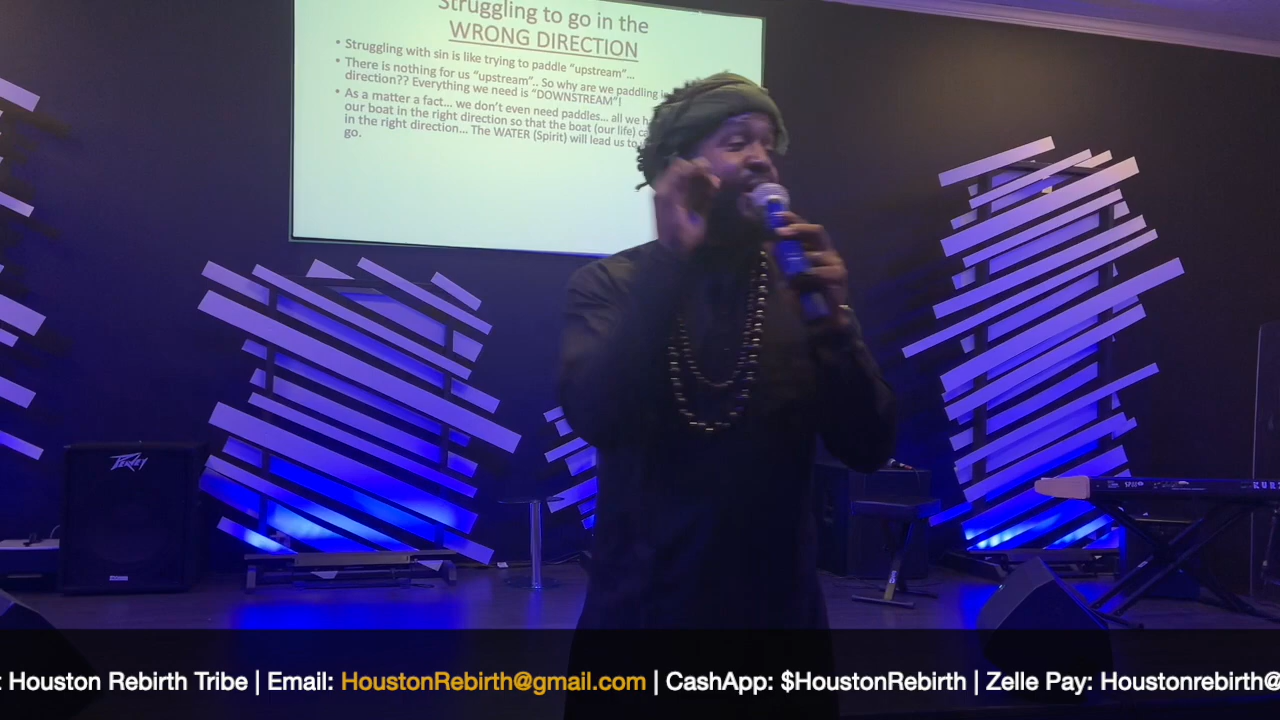 Struggling to go in the
WRONG DIRECTION
• Struggling with sin is like trying to paddle “upstream”...
• There is nothing for us “upstream”.. So why are we paddling i
direction?? Everything we need is “DOWNSTREAM”!
• As a matter a fact... we don’t even need paddles... all we h
our boat in the right direction so that the boat (our life) ca
in the right direction... The WATER (Spirit) will lead us to
go.
PEAVEY
KURZ
: Houston Rebirth Tribe | Email: HoustonRebirth@gmail.com | CashApp: $HoustonRebirth | Zelle Pay: Houstonrebirth@